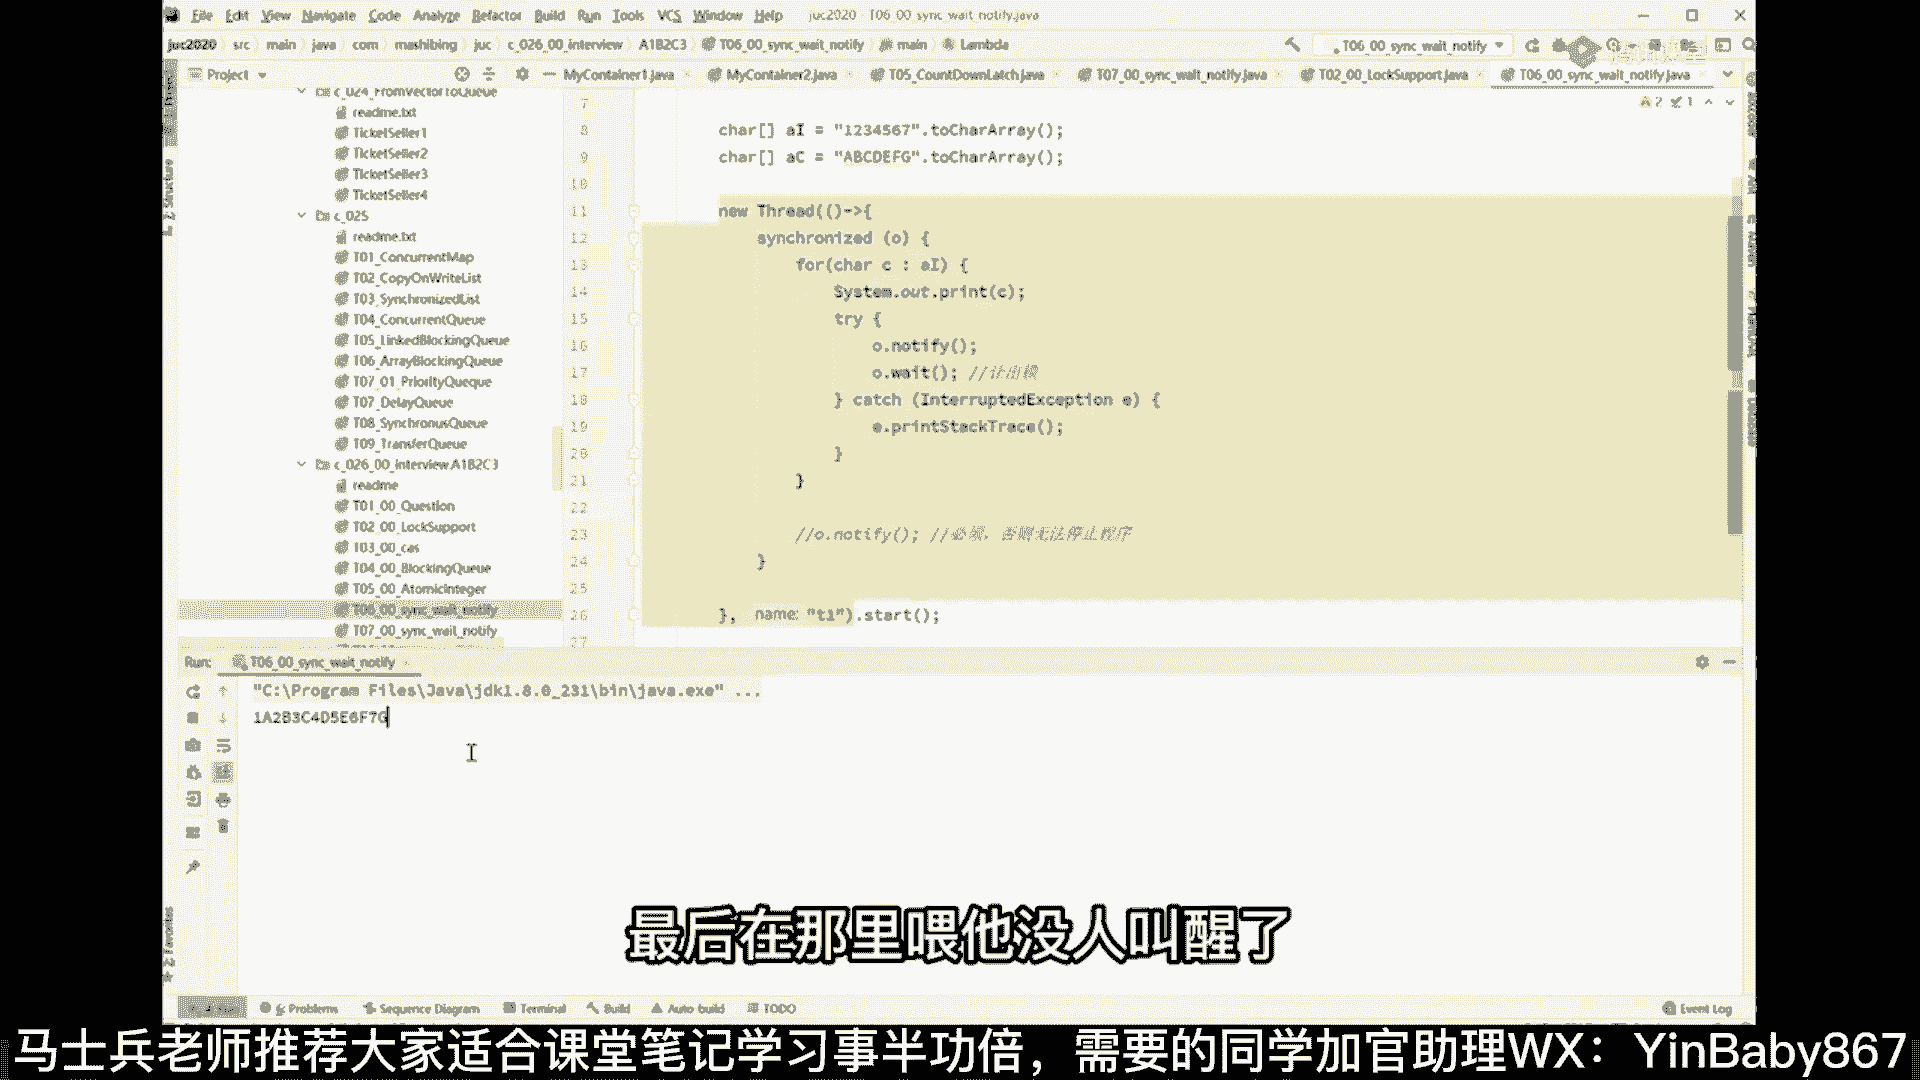 File Edit View Navigate Code Analyze Refactor Build Run Tools VCS Window Help juc2020 - T06_00_sync_wait_notify.java
juc2020 src main java com mashibing juc c_026_00_interview A1B2C3 T06_00_sync_wait_notify main Lambda T06_00_sync_wait_notify
Project MyContainer1.java MyContainer2.java T05_CountDownLatch.java T07_00_sync_wait_notify.java T02_00_LockSupport.java T06_00_sync_wait_notify.java
c_024_FromVectorToQueue
readme.txt
TicketSeller1
TicketSeller2
TicketSeller3
TicketSeller4
c_025
readme.txt
T01_ConcurrentMap
T02_CopyOnWriteList
T03_SynchronizedList
T04_ConcurrentQueue
T05_LinkedBlockingQueue
T06_ArrayBlockingQueue
T07_01_PriorityQueque
T07_DelayQueue
T08_SynchronusQueue
T09_TransferQueue
c_026_00_interview.A1B2C3
readme
T01_00_Question
T02_00_LockSupport
T03_00_cas
T04_00_BlockingQueue
T05_00_AtomicInteger
T06_00_sync_wait_notify
T07_00_sync_wait_notify
2 1
7
8 char[] aI = "1234567".toCharArray();
9 char[] aC = "ABCDEFG".toCharArray();
10
11 new Thread(()->{
12 synchronized (o) {
13 for(char c : aI) {
14 System.out.print(c);
15 try {
16 o.notify();
17 o.wait(); //让出锁
18 } catch (InterruptedException e) {
19 e.printStackTrace();
20 }
21 }
22
23 //o.notify(); //必须，否则无法停止程序
24 }
25
26 }, name: "t1").start();
27
Run: T06_00_sync_wait_notify
"C:\Program Files\Java\jdk1.8.0_231\bin\java.exe" ...
1A2B3C4D5E6F7G
最后在那里喂他没人叫醒了
6: Problems Sequence Diagram Terminal Build Auto-build TODO Event Log
马士兵老师推荐大家适合课堂笔记学习事半功倍，需要的同学加官助理WX：YinBaby867